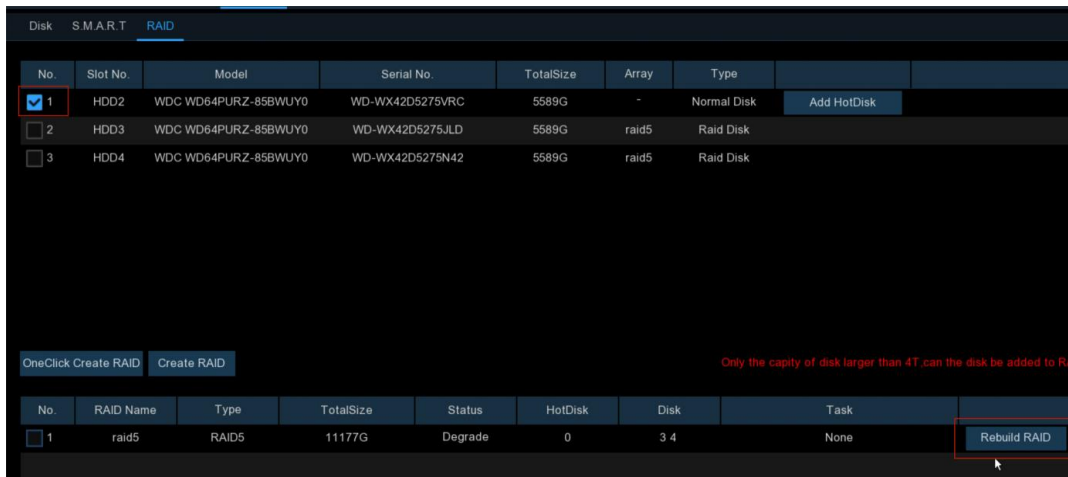 Disk S.M.A.R.T RAID
No. Slot No. Model Serial No. TotalSize Array Type
1 HDD2 WDC WD64PURZ-85BWUY0 WD-WX42D5275VRC 5589G - Normal Disk Add HotDisk
2 HDD3 WDC WD64PURZ-85BWUY0 WD-WX42D5275JLD 5589G raid5 Raid Disk
3 HDD4 WDC WD64PURZ-85BWUY0 WD-WX42D5275N42 5589G raid5 Raid Disk
OneClick Create RAID Create RAID Only the capity of disk larger than 4T,can the disk be added to R
No. RAID Name Type TotalSize Status HotDisk Disk Task
1 raid5 RAID5 11177G Degrade 0 3 4 None Rebuild RAID